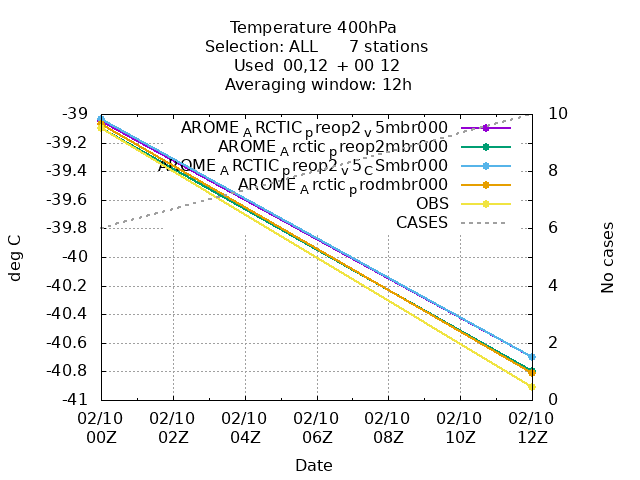 Temperature 400hPa
Selection: ALL 7 stations
Used 00,12 + 00 12
Averaging window: 12h
-39 10
AROME_ARCTIC_preop2_v5mbr000
-39.2
AROME_Arctic_preop2mbr000
-39.4 8
AROME_ARCTIC_preop2_v5_CSmbr000
-39.6
AROME_Arctic_prodmbr000
OBS
-39.8 6
CASES
-40
-40.2 4
-40.4
-40.6 2
-40.8
-41 0
deg C
No cases
02/10 02/10 02/10 02/10 02/10 02/10 02/10
00Z 02Z 04Z 06Z 08Z 10Z 12Z
Date